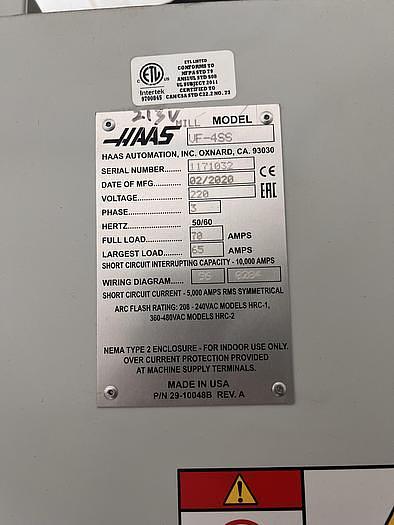 ETL LISTED
CONFORMS TO
NFPA STD 79
ANSI/UL STD 508
UL SUBJECT 2011
CERTIFIED TO
CAN/CSA STD C22.2 NO. 73
ETL
C US
Intertek
9700845
213V
MILL MODEL
HAAS VF-4SS
HAAS AUTOMATION, INC. OXNARD, CA. 93030
SERIAL NUMBER 1171032
DATE OF MFG 02/2020 CE
VOLTAGE 220 EAC
PHASE 3
HERTZ 50/60
FULL LOAD 70 AMPS
LARGEST LOAD 65 AMPS
SHORT CIRCUIT INTERRUPTING CAPACITY - 10,000 AMPS
WIRING DIAGRAM
SHORT CIRCUIT CURRENT - 5,000 AMPS RMS SYMMETRICAL
ARC FLASH RATING: 208 - 240VAC MODELS HRC-1,
360-480VAC MODELS HRC-2
NEMA TYPE 2 ENCLOSURE - FOR INDOOR USE ONLY.
OVER CURRENT PROTECTION PROVIDED
AT MACHINE SUPPLY TERMINALS.
MADE IN USA
P/N 29-10048B REV. A